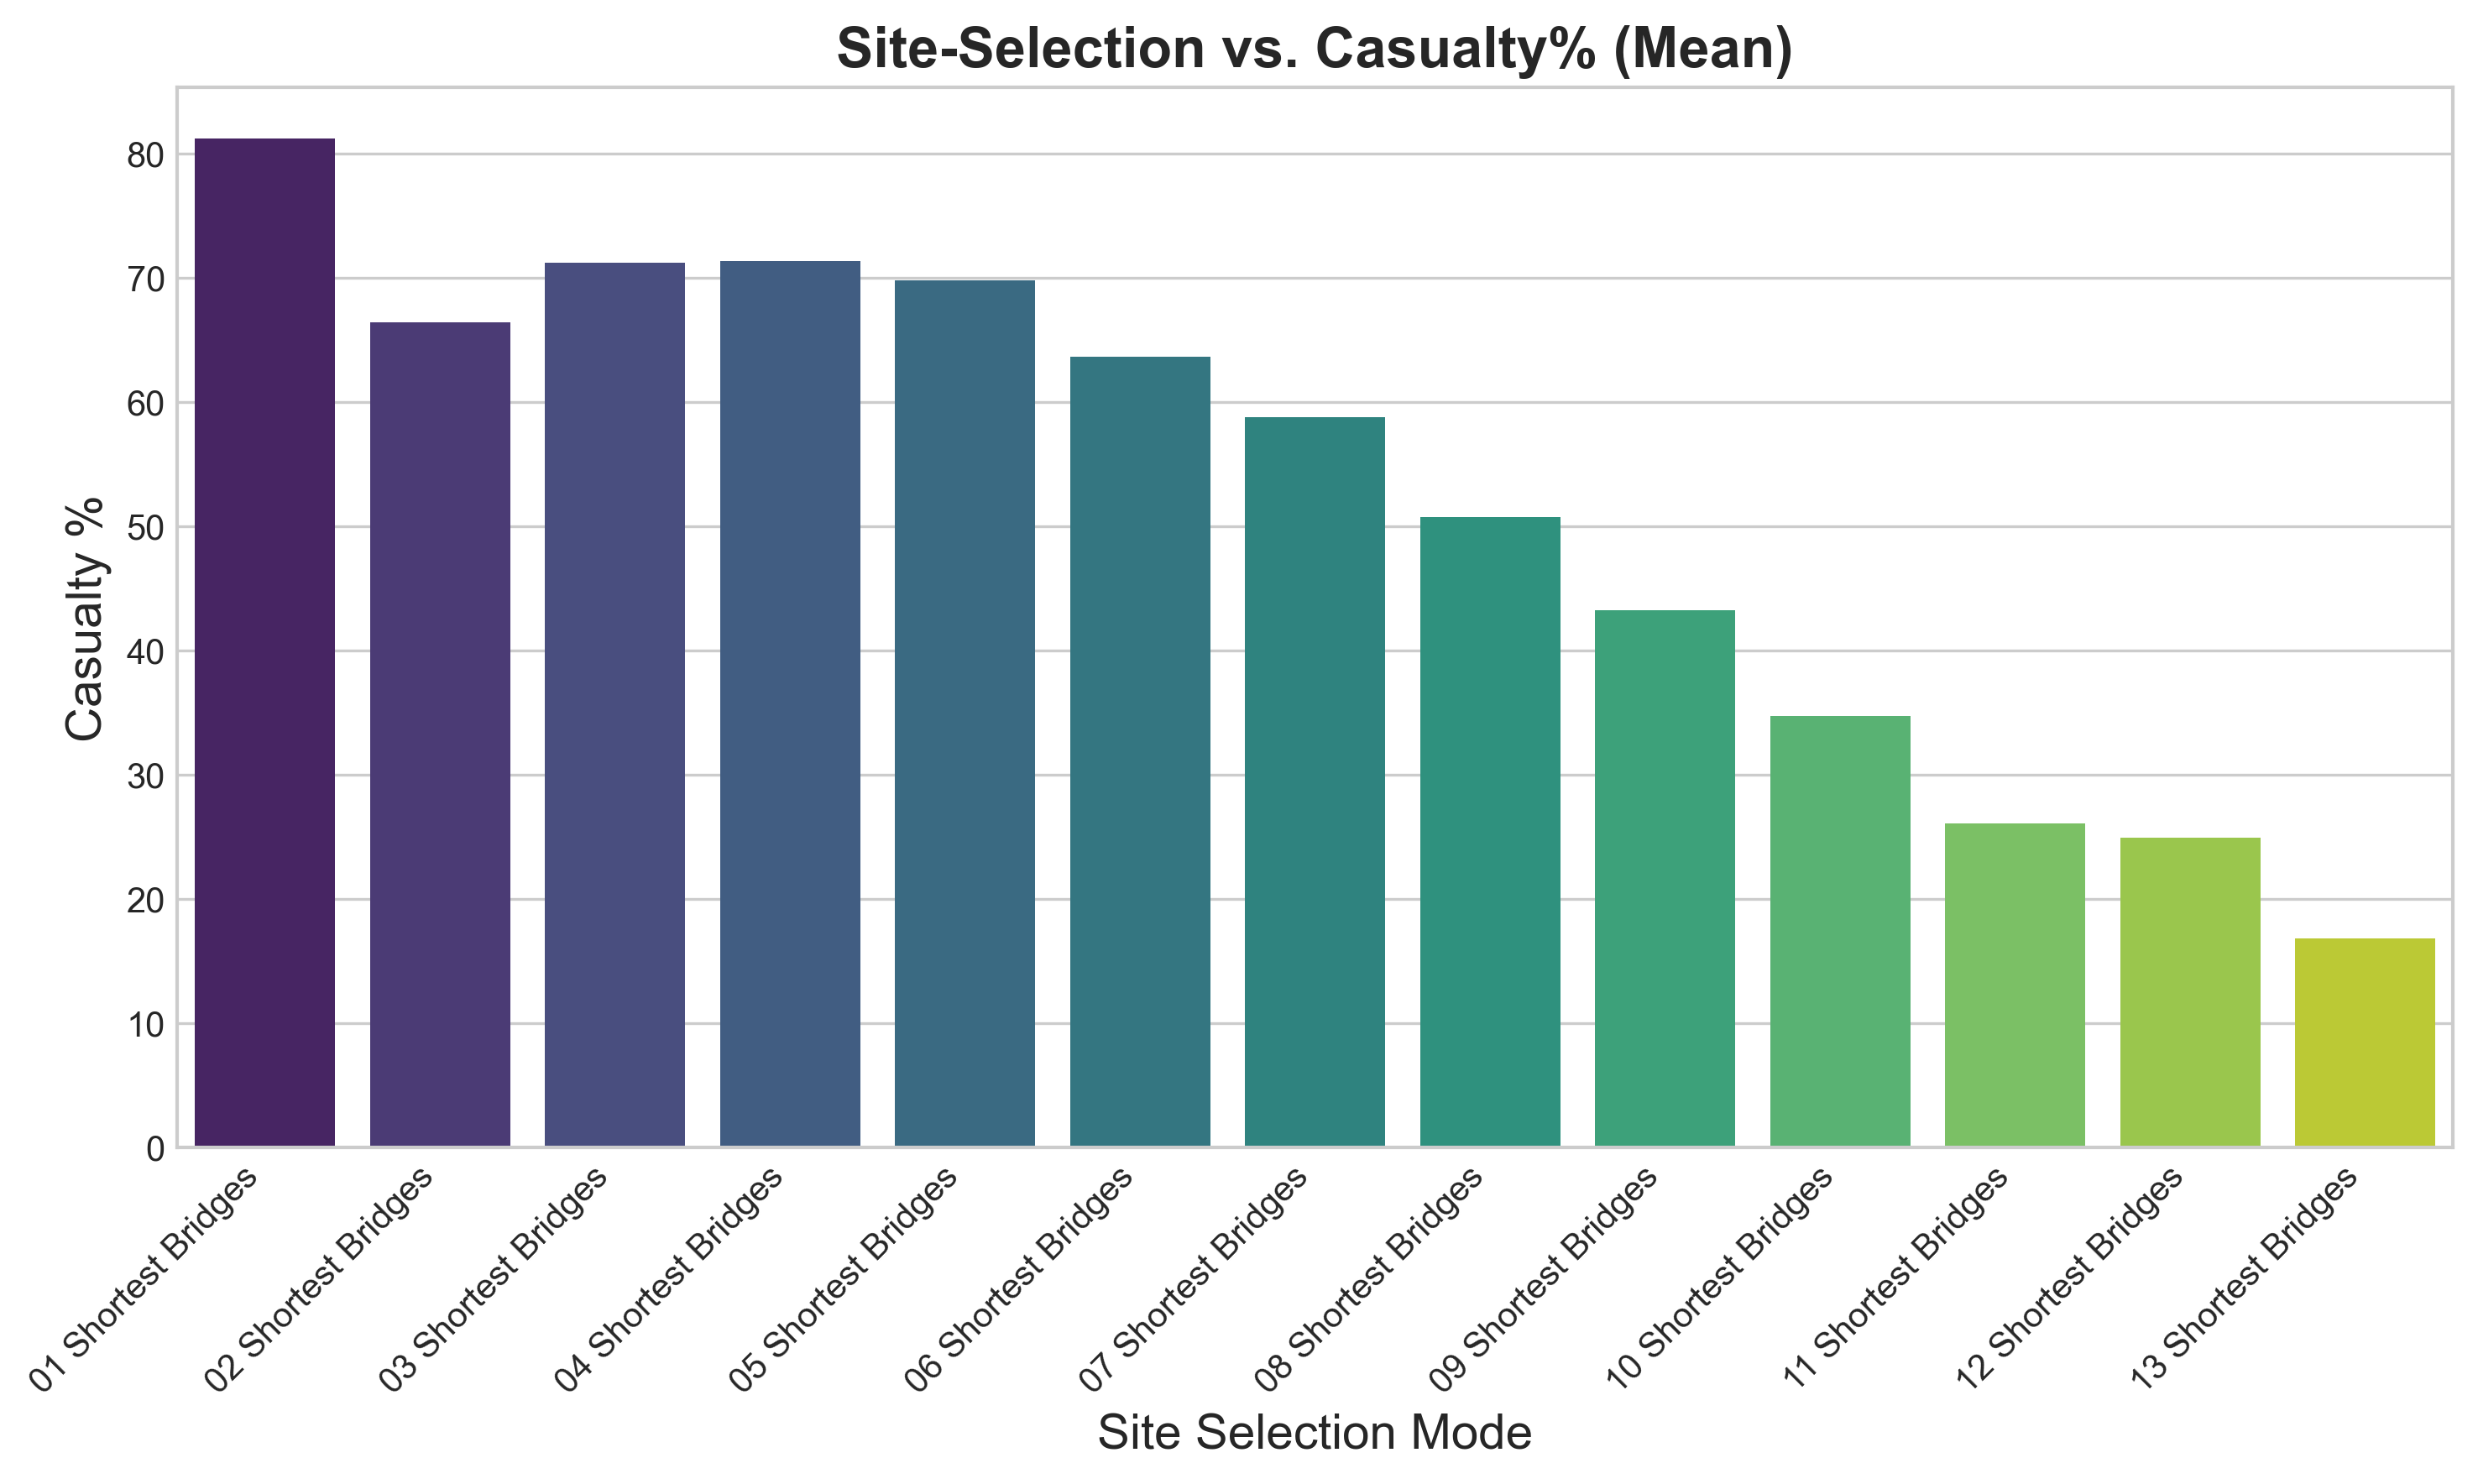 Site-Selection vs. Casualty% (Mean)
Casualty %
80
70
60
50
40
30
20
10
0
01 Shortest Bridges
02 Shortest Bridges
03 Shortest Bridges
04 Shortest Bridges
05 Shortest Bridges
06 Shortest Bridges
07 Shortest Bridges
08 Shortest Bridges
09 Shortest Bridges
10 Shortest Bridges
11 Shortest Bridges
12 Shortest Bridges
13 Shortest Bridges
Site Selection Mode